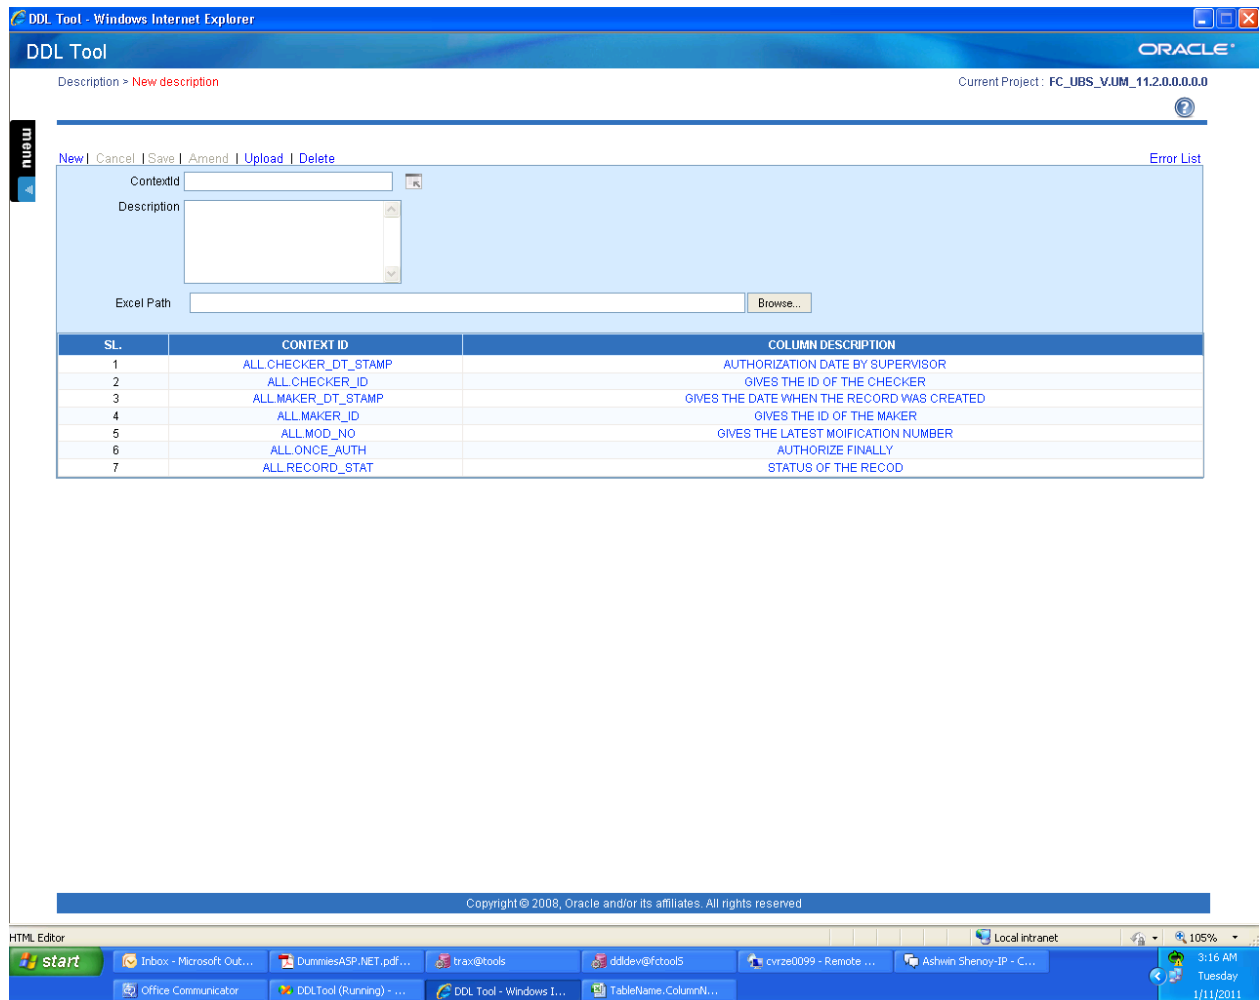 DDL Tool - Windows Internet Explorer
DDL Tool
ORACLE
Description > New description
Current Project : FC_UBS_V.UM_11.2.0.0.0.0.0
menu
New | Cancel | Save | Amend | Upload | Delete
Error List
ContextId
Description
Excel Path
Browse...
SL. CONTEXT ID COLUMN DESCRIPTION
1 ALL.CHECKER_DT_STAMP AUTHORIZATION DATE BY SUPERVISOR
2 ALL.CHECKER_ID GIVES THE ID OF THE CHECKER
3 ALL.MAKER_DT_STAMP GIVES THE DATE WHEN THE RECORD WAS CREATED
4 ALL.MAKER_ID GIVES THE ID OF THE MAKER
5 ALL.MOD_NO GIVES THE LATEST MOIFICATION NUMBER
6 ALL.ONCE_AUTH AUTHORIZE FINALLY
7 ALL.RECORD_STAT STATUS OF THE RECOD
Copyright © 2008, Oracle and/or its affiliates. All rights reserved
HTML Editor
Local intranet
105%
start
Inbox - Microsoft Out...
DummiesASP.NET.pdf...
trax@tools
ddldev@fctool5
cvrze0099 - Remote ...
Ashwin Shenoy-IP - C...
3:16 AM
Office Communicator
DDLTool (Running) - ...
DDL Tool - Windows I...
TableName.ColumnN...
Tuesday
1/11/2011